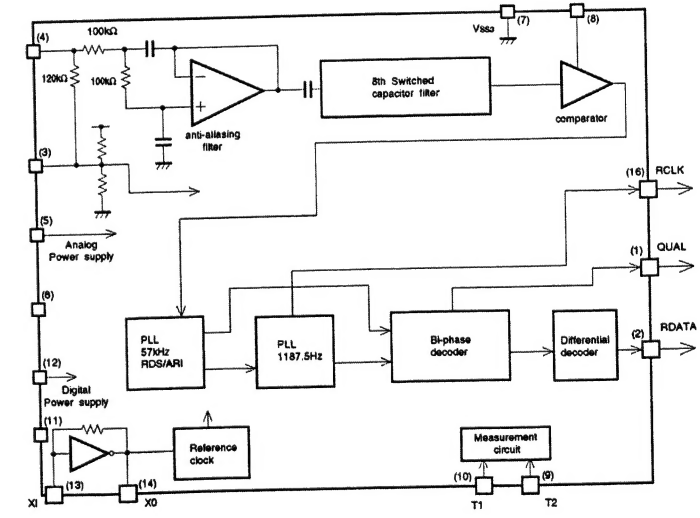 (7)
(8)
Vssa
(4)
100kΩ
120kΩ
100kΩ
−
+
anti-aliasing
filter
8th Switched
capacitor filter
comparator
(3)
(16)
RCLK
(5)
Analog
Power supply
(1)
QUAL
(6)
PLL
57kHz
RDS/ARI
PLL
1187.5Hz
Bi-phase
decoder
Differential
decoder
(2)
RDATA
(12)
Digital
Power supply
(11)
Reference
clock
Measurement
circuit
XI
(13)
(14)
X0
(10)
T1
(9)
T2